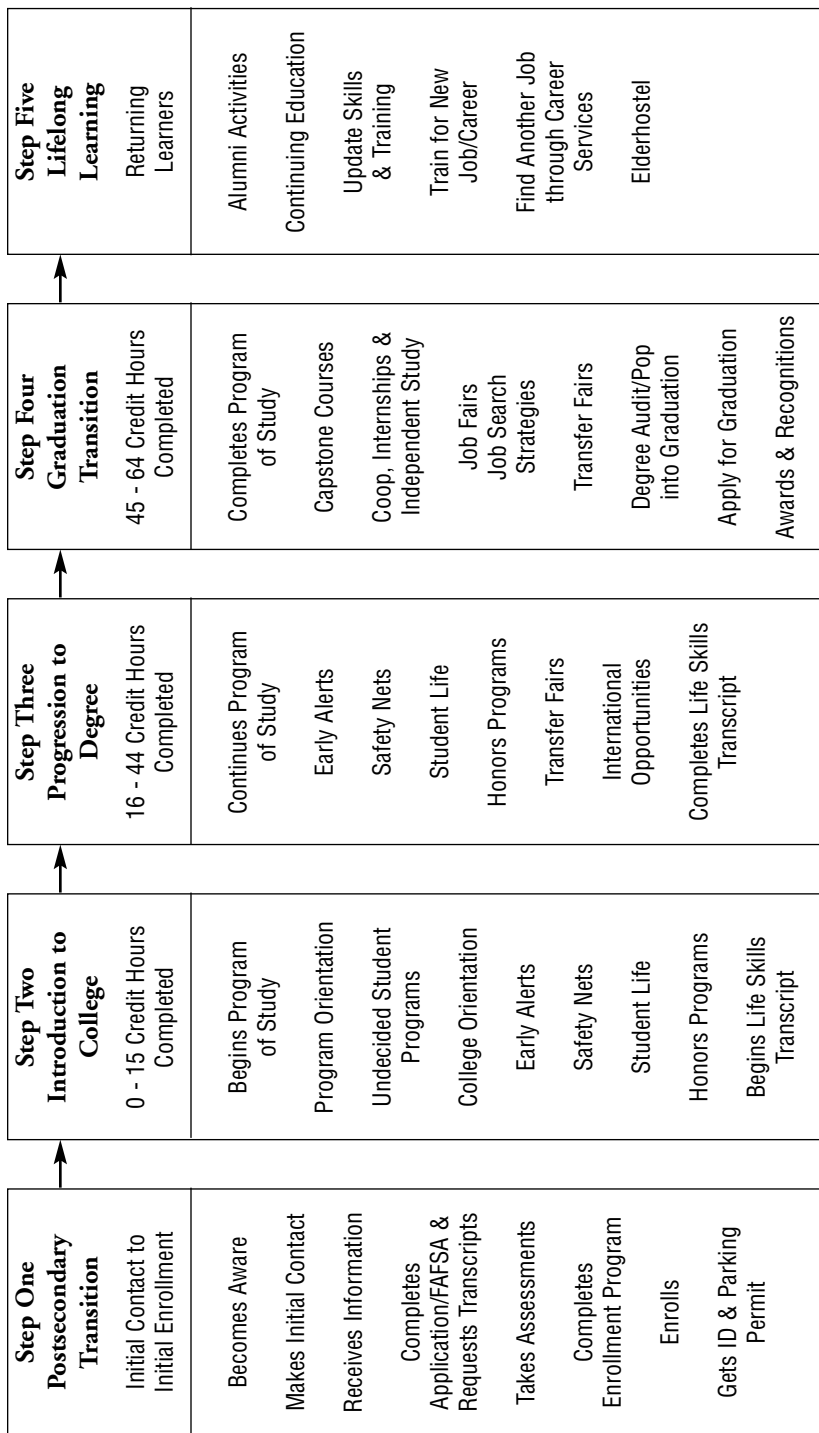 Step One
Postsecondary
Transition
Initial Contact to
Initial Enrollment
Becomes Aware
Makes Initial Contact
Receives Information
Completes
Application/FAFSA &
Requests Transcripts
Takes Assessments
Completes
Enrollment Program
Enrolls
Gets ID & Parking
Permit
Step Two
Introduction to
College
0 - 15 Credit Hours
Completed
Begins Program
of Study
Program Orientation
Undecided Student
Programs
College Orientation
Early Alerts
Safety Nets
Student Life
Honors Programs
Begins Life Skills
Transcript
Step Three
Progression to
Degree
16 - 44 Credit Hours
Completed
Continues Program
of Study
Early Alerts
Safety Nets
Student Life
Honors Programs
Transfer Fairs
International
Opportunities
Completes Life Skills
Transcript
Step Four
Graduation
Transition
45 - 64 Credit Hours
Completed
Completes Program
of Study
Capstone Courses
Coop, Internships &
Independent Study
Job Fairs
Job Search
Strategies
Transfer Fairs
Degree Audit/Pop
into Graduation
Apply for Graduation
Awards & Recognitions
Step Five
Lifelong
Learning
Returning
Learners
Alumni Activities
Continuing Education
Update Skills
& Training
Train for New
Job/Career
Find Another Job
through Career
Services
Elderhostel